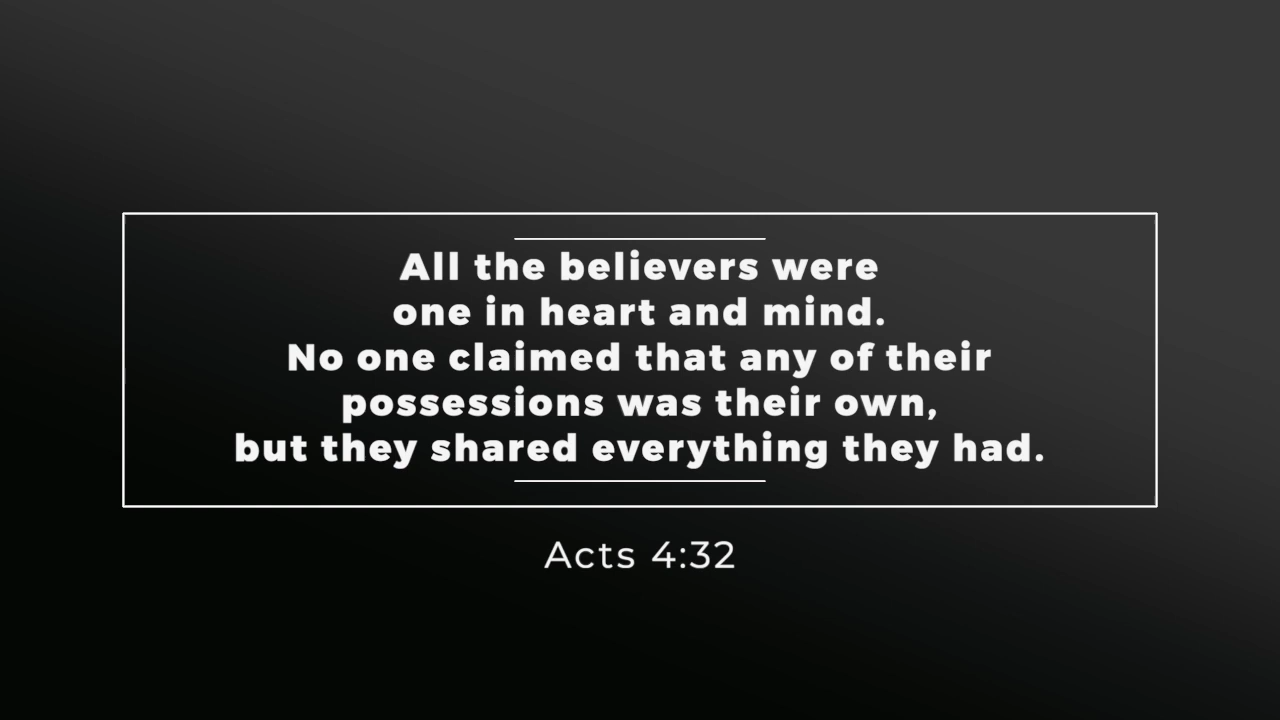 All the believers were
one in heart and mind.
No one claimed that any of their
possessions was their own,
but they shared everything they had.
Acts 4:32